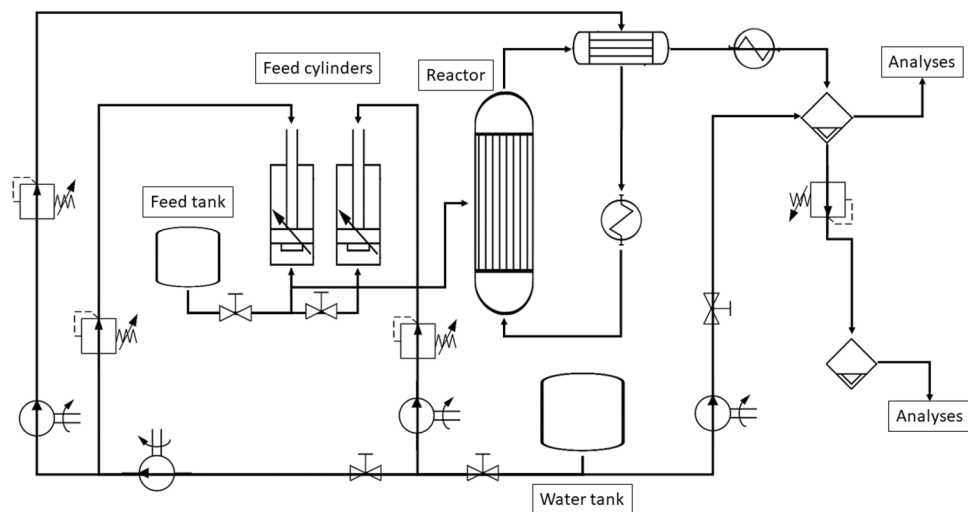 Feed cylinders
Reactor
Analyses
Feed tank
Analyses
Water tank